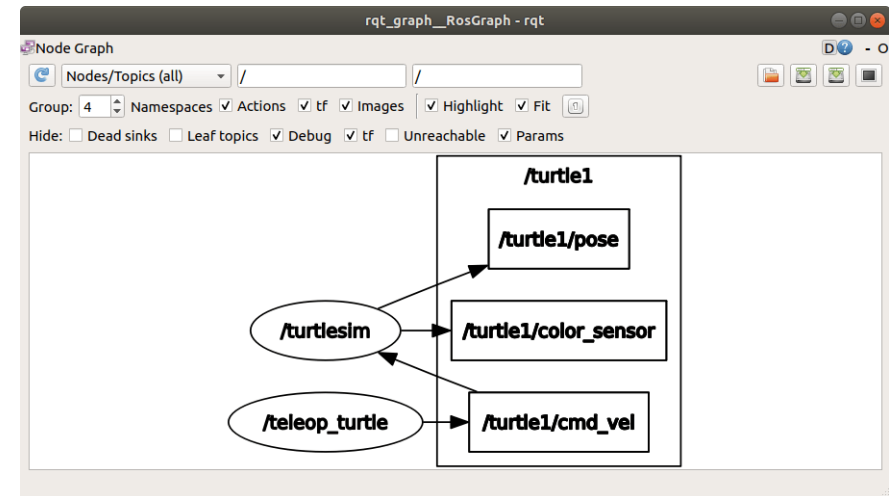 rqt_graph__RosGraph - rqt
Node Graph D ? - O
Nodes/Topics (all) / /
Group: 4 Namespaces Actions tf Images Highlight Fit
Hide: Dead sinks Leaf topics Debug tf Unreachable Params
/turtle1
/turtle1/pose
/turtlesim /turtle1/color_sensor
/teleop_turtle /turtle1/cmd_vel